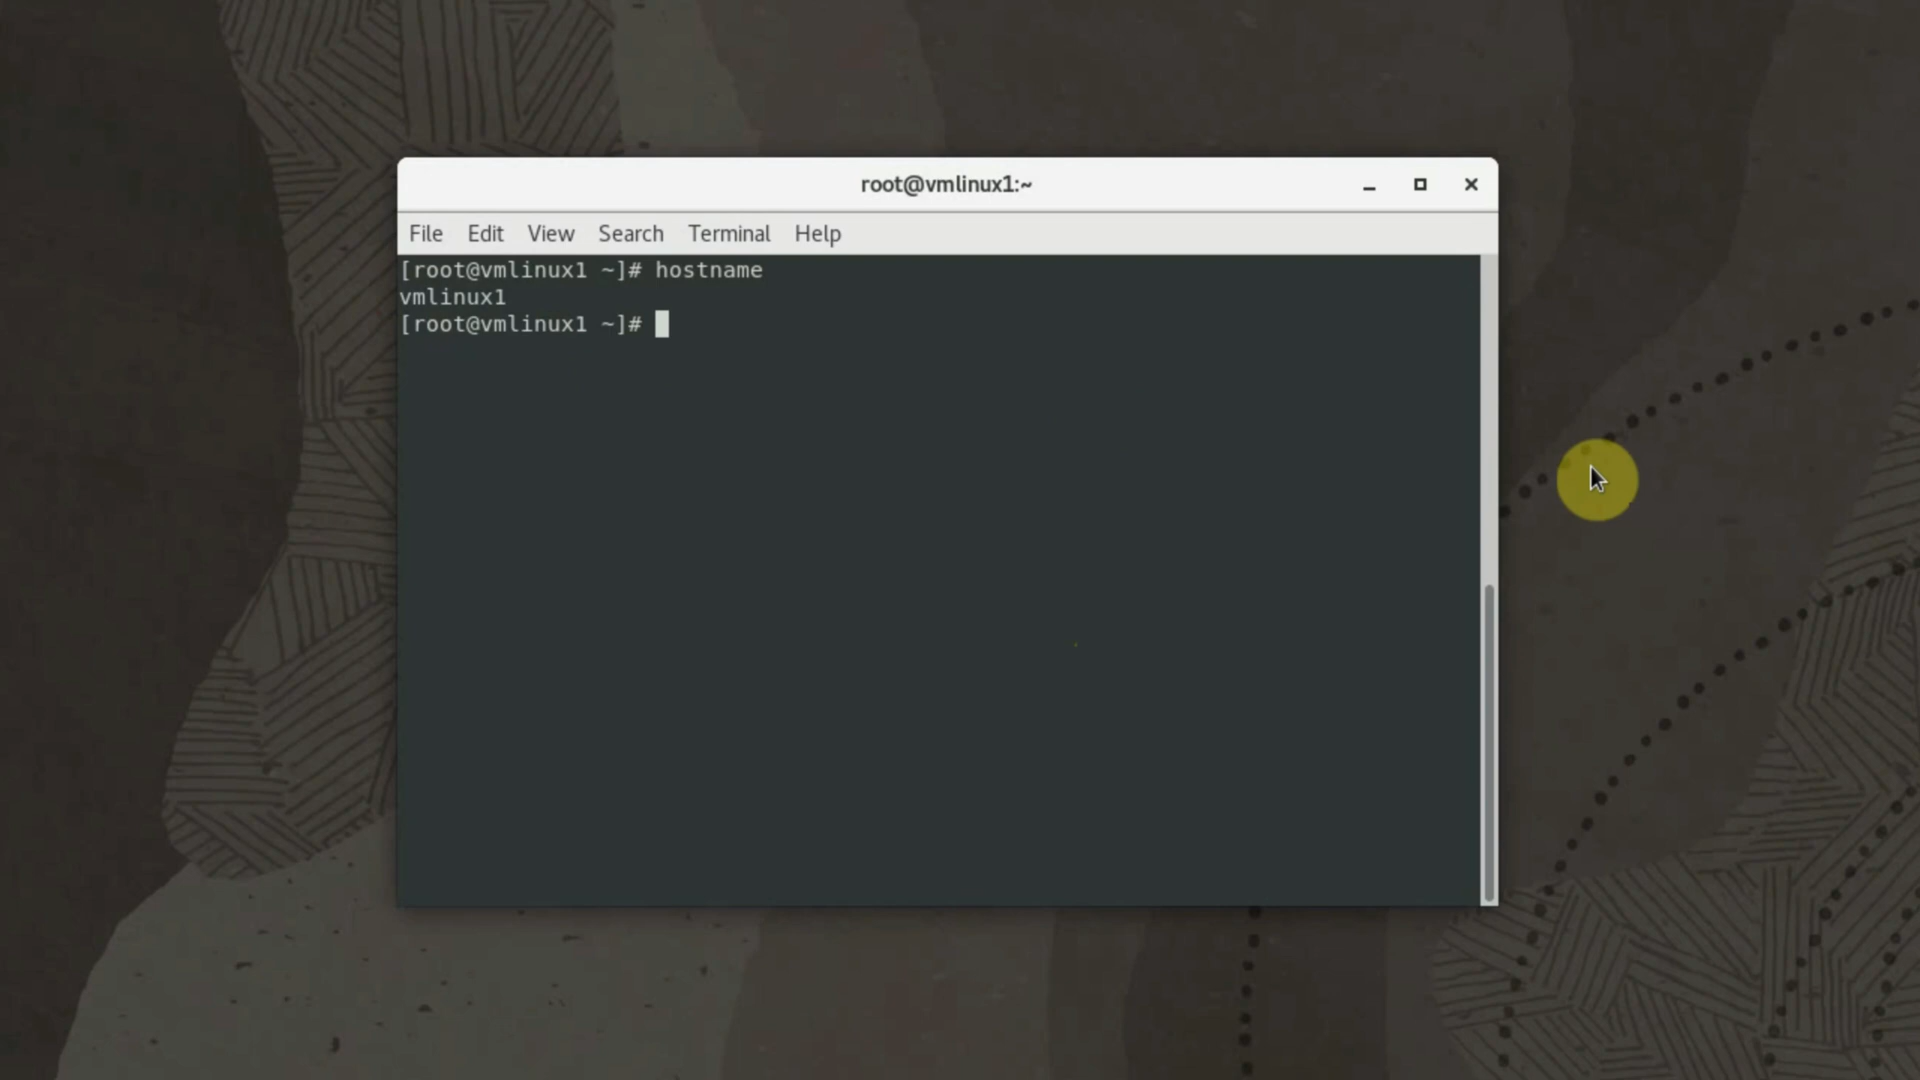 root@vmlinux1:~
File Edit View Search Terminal Help
[root@vmlinux1 ~]# hostname
vmlinux1
[root@vmlinux1 ~]#